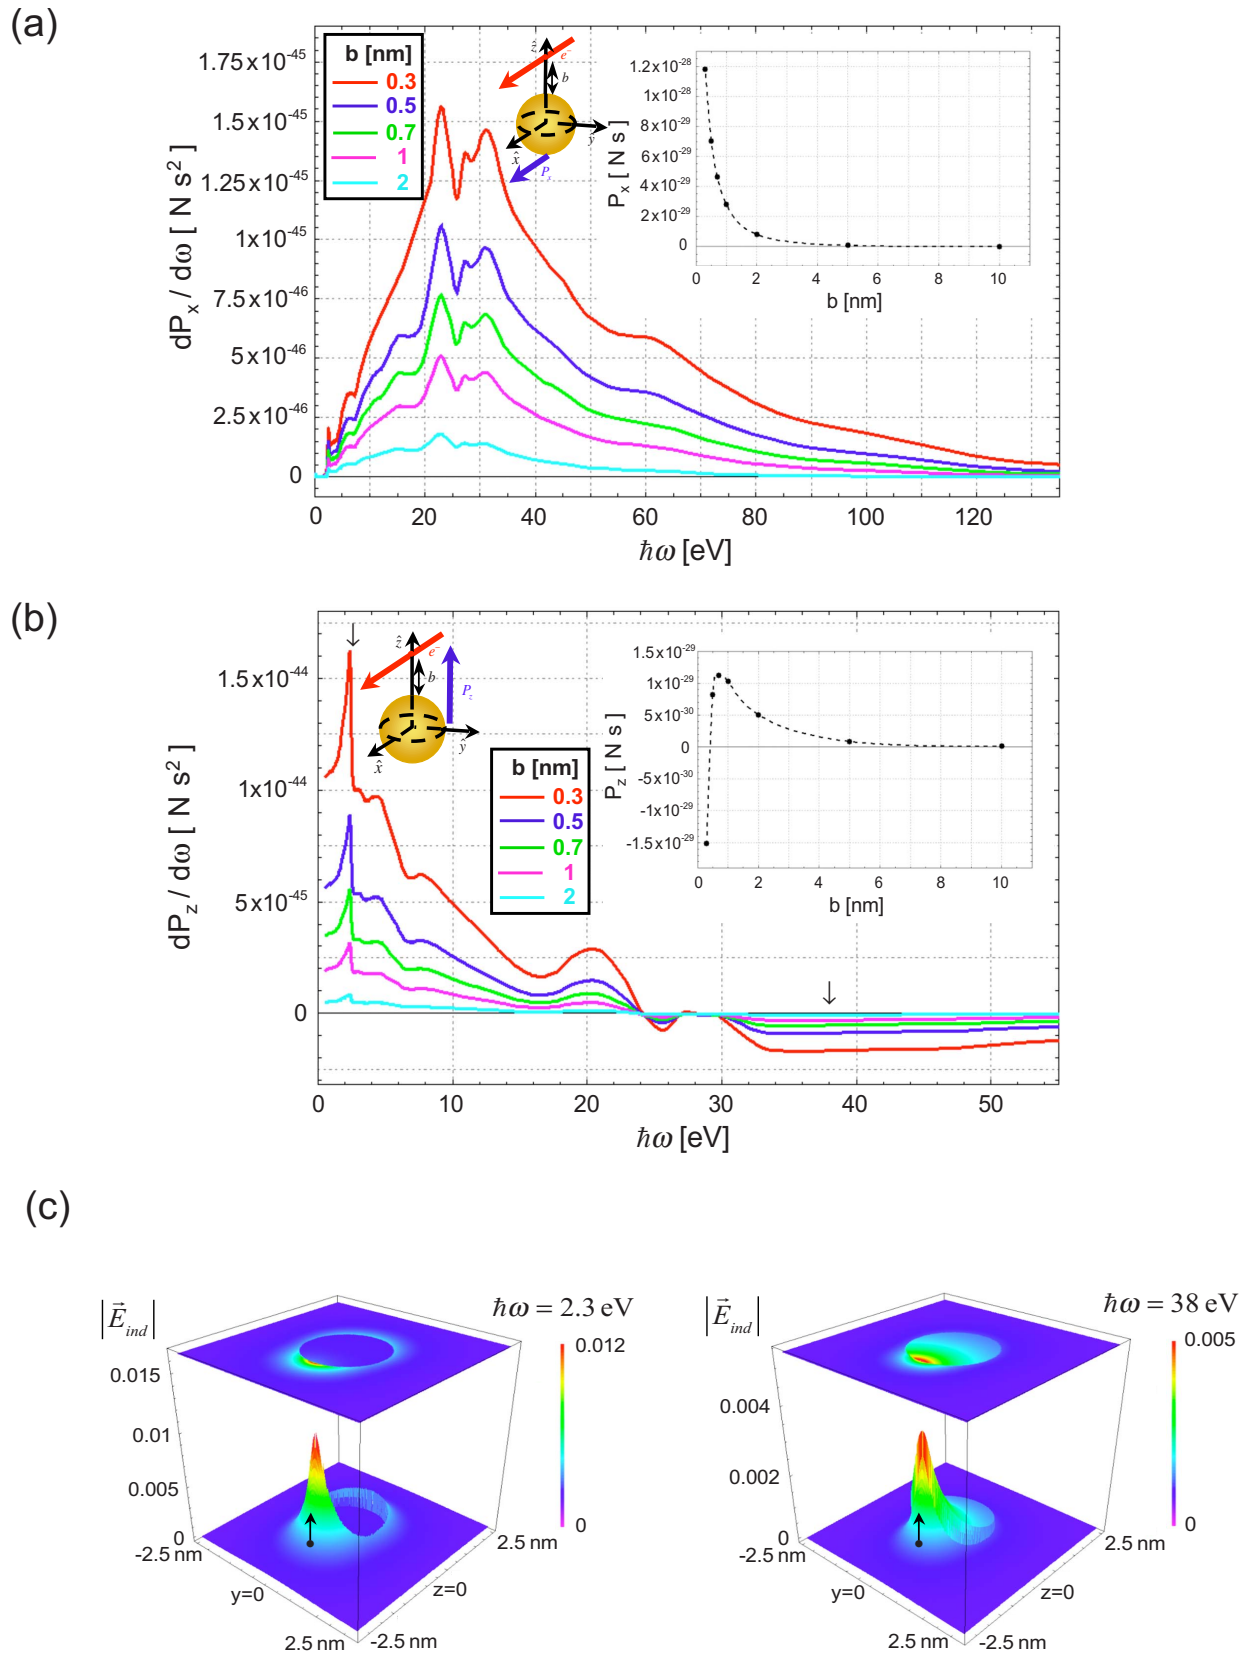 (a)
dPₓ / dω [ N s² ]
1.75x10⁻⁴⁵
1.5x10⁻⁴⁵
1.25x10⁻⁴⁵
1x10⁻⁴⁵
7.5x10⁻⁴⁶
5x10⁻⁴⁶
2.5x10⁻⁴⁶
0
b [nm]
0.3
0.5
0.7
1
2
ẑ
e⁻
b
ŷ
x̂
Pₓ
Pₓ [ N s ]
1.2x10⁻²⁸
1x10⁻²⁸
8x10⁻²⁹
6x10⁻²⁹
4x10⁻²⁹
2x10⁻²⁹
0
0 2 4 6 8 10
b [nm]
0 20 40 60 80 100 120
ħω [eV]
(b)
dP_z / dω [ N s² ]
1.5x10⁻⁴⁴
1x10⁻⁴⁴
5x10⁻⁴⁵
0
ẑ
e⁻
b
P_z
ŷ
x̂
b [nm]
0.3
0.5
0.7
1
2
P_z [ N s ]
1.5x10⁻²⁹
1x10⁻²⁹
5x10⁻³⁰
0
-5x10⁻³⁰
-1x10⁻²⁹
-1.5x10⁻²⁹
0 2 4 6 8 10
b [nm]
0 10 20 30 40 50
ħω [eV]
(c)
|E⃗_ind|
ħω = 2.3 eV
0.015
0.01
0.005
0
0.012
0
-2.5 nm
y=0
2.5 nm
-2.5 nm
z=0
2.5 nm
|E⃗_ind|
ħω = 38 eV
0.004
0.002
0
0.005
0
-2.5 nm
y=0
2.5 nm
-2.5 nm
z=0
2.5 nm